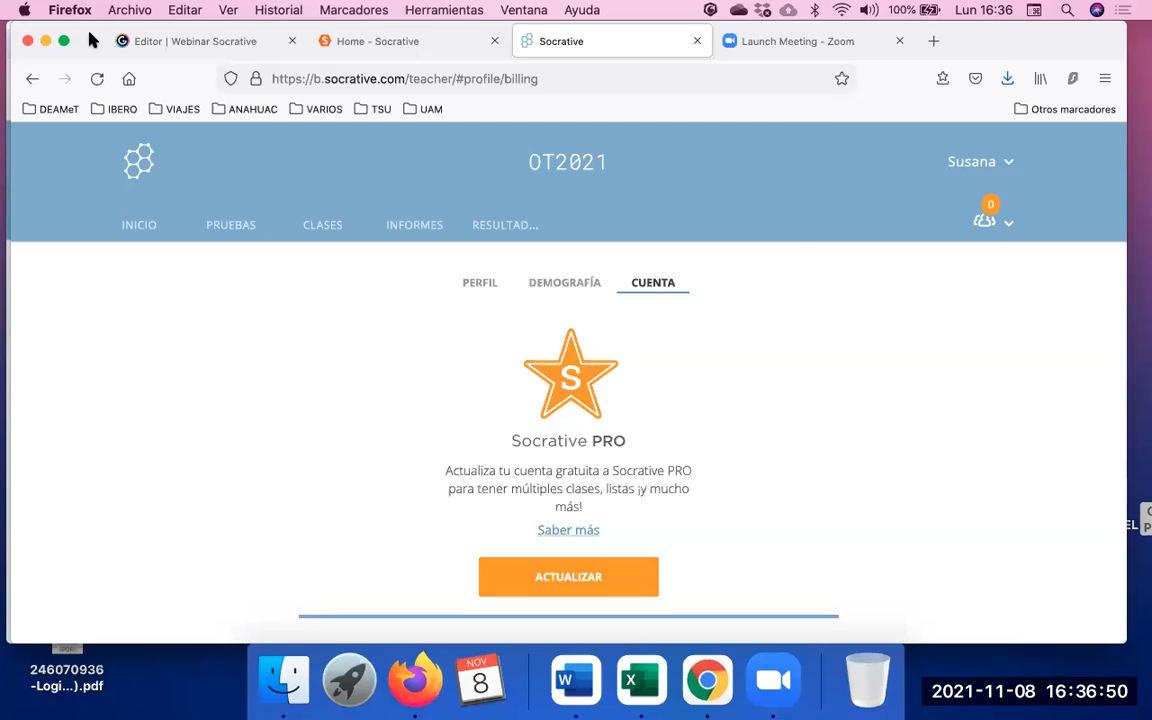 Firefox Archivo Editar Ver Historial Marcadores Herramientas Ventana Ayuda 100% Lun 16:36
Editor | Webinar Socrative Home - Socrative Socrative Launch Meeting - Zoom
https://b.socrative.com/teacher/#profile/billing
DEAMeT IBERO VIAJES ANAHUAC VARIOS TSU UAM Otros marcadores
OT2021
Susana
0
INICIO PRUEBAS CLASES INFORMES RESULTAD...
PERFIL DEMOGRAFÍA CUENTA
S
Socrative PRO
Actualiza tu cuenta gratuita a Socrative PRO
para tener múltiples clases, listas ¡y mucho
más!
Saber más
ACTUALIZAR
EL
NOV
8
W
X
246070936
-Logi...).pdf
2021-11-08 16:36:50